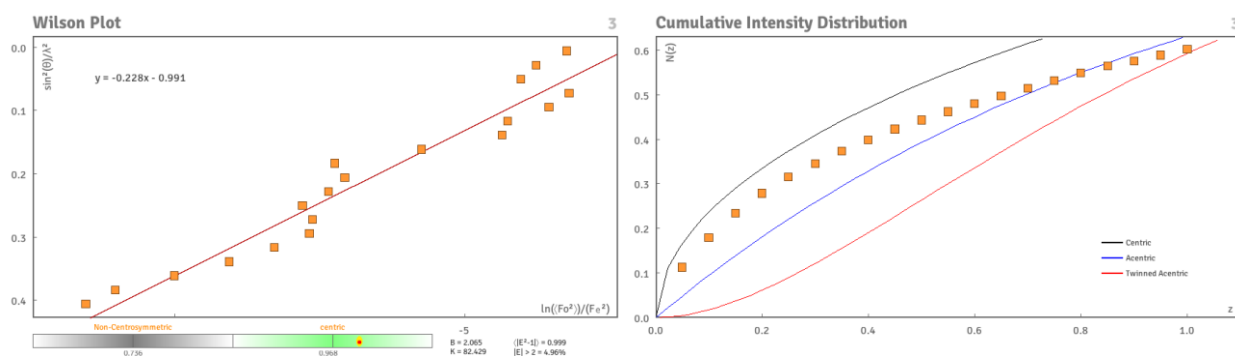 Wilson Plot
3
0.0
sin²(θ)/λ²
y = -0.228x - 0.991
0.1
0.2
0.3
0.4
ln(⟨Fo²⟩)/(Fe²)
-5
Non-Centrosymmetric
centric
0.736
0.968
B = 2.065
K = 82.429
⟨|E²-1|⟩ = 0.999
|E| > 2 = 4.96%
Cumulative Intensity Distribution
3
N(z)
0.6
0.5
0.4
0.3
0.2
0.1
0.0
Centric
Acentric
Twinned Acentric
z
0.0
0.2
0.4
0.6
0.8
1.0